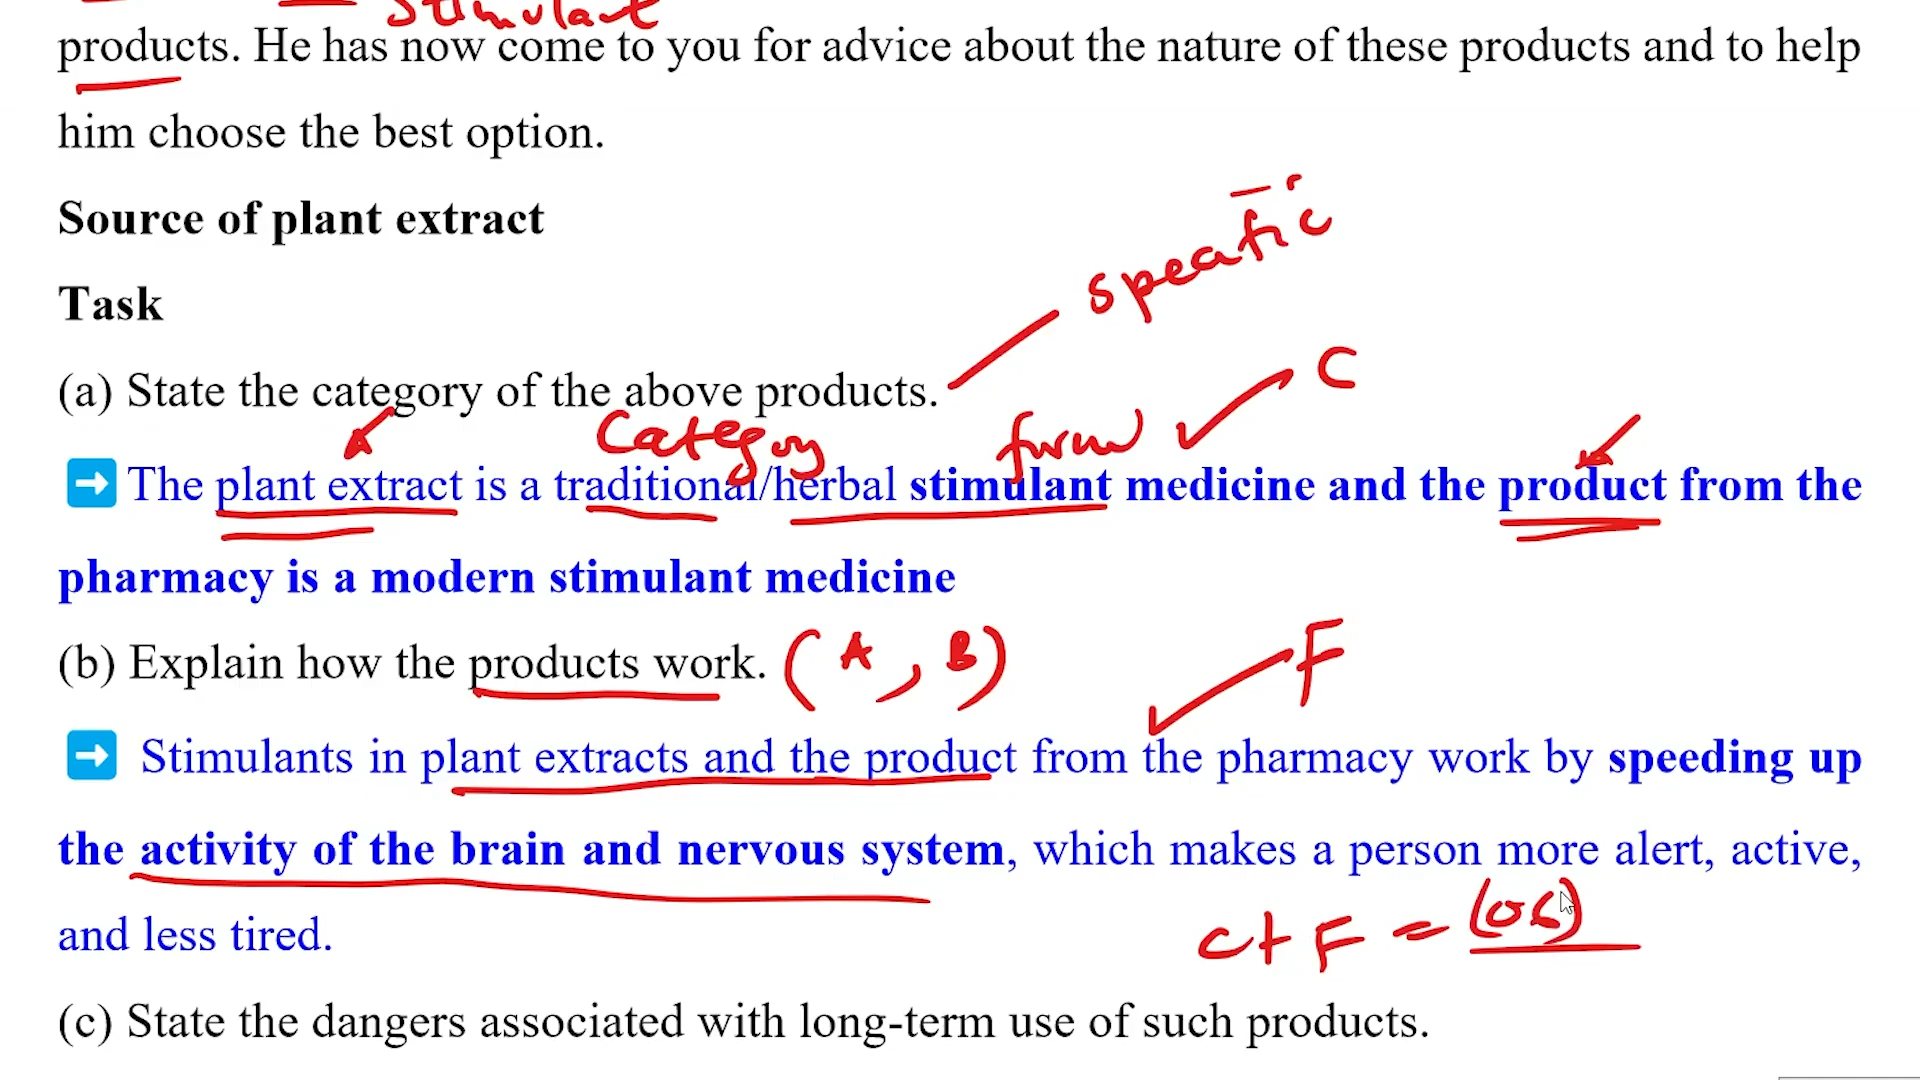 stimulant
products. He has now come to you for advice about the nature of these products and to help
him choose the best option.
Source of plant extract
specific
Task
(a) State the category of the above products.
C
Category form
➡ The plant extract is a traditional/herbal stimulant medicine and the product from the
pharmacy is a modern stimulant medicine
(b) Explain how the products work. (A, B)
F
➡ Stimulants in plant extracts and the product from the pharmacy work by speeding up
the activity of the brain and nervous system, which makes a person more alert, active,
and less tired.
C + F =
(c) State the dangers associated with long-term use of such products.